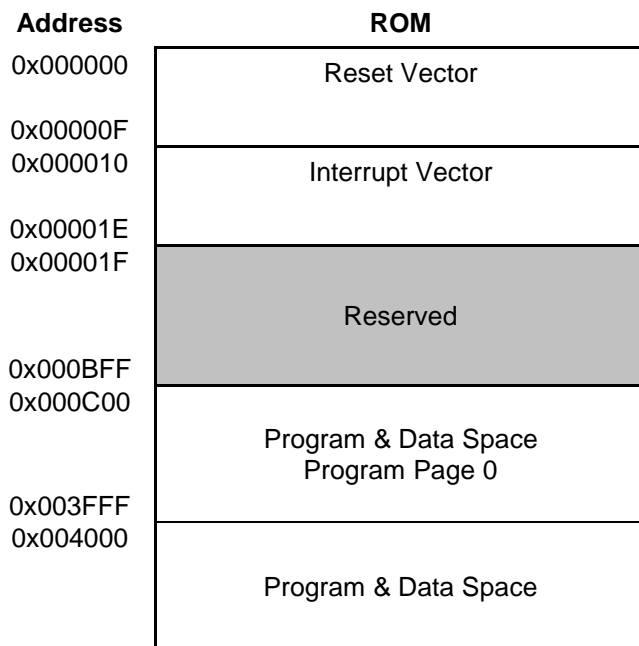 Address ROM
0x000000 Reset Vector
0x00000F
0x000010 Interrupt Vector
0x00001E
0x00001F
Reserved
0x000BFF
0x000C00
Program & Data Space
Program Page 0
0x003FFF
0x004000
Program & Data Space